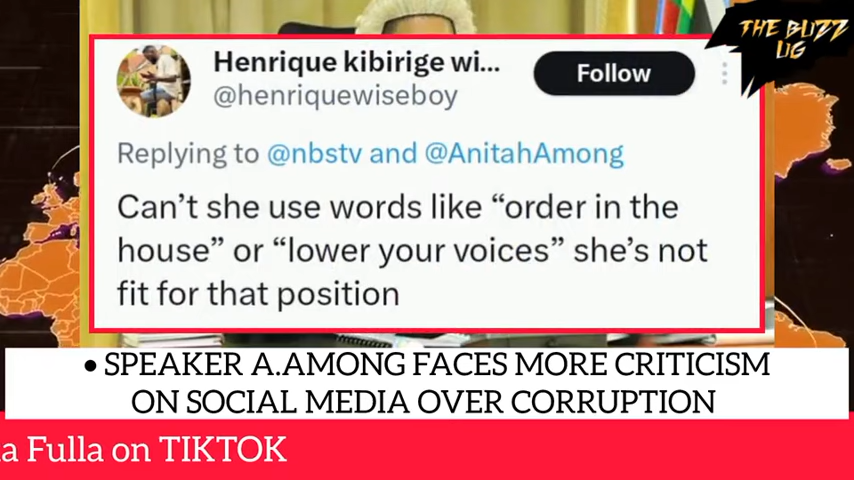 THE BUZZ
UG
Henrique kibirige wi...
Follow
@henriquewiseboy
Replying to @nbstv and @AnitahAmong
Can’t she use words like “order in the
house” or “lower your voices” she’s not
fit for that position
• SPEAKER A.AMONG FACES MORE CRITICISM
ON SOCIAL MEDIA OVER CORRUPTION
a Fulla on TIKTOK